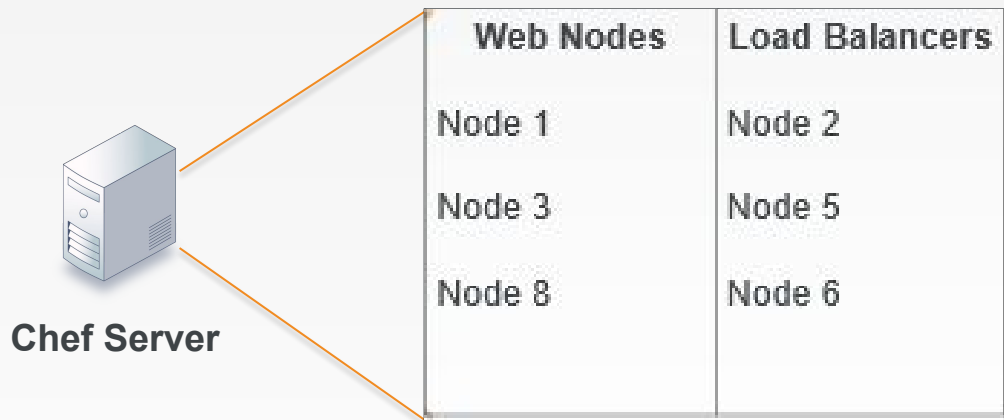 Web Nodes Load Balancers
Node 1 Node 2
Node 3 Node 5
Node 8 Node 6
Chef Server